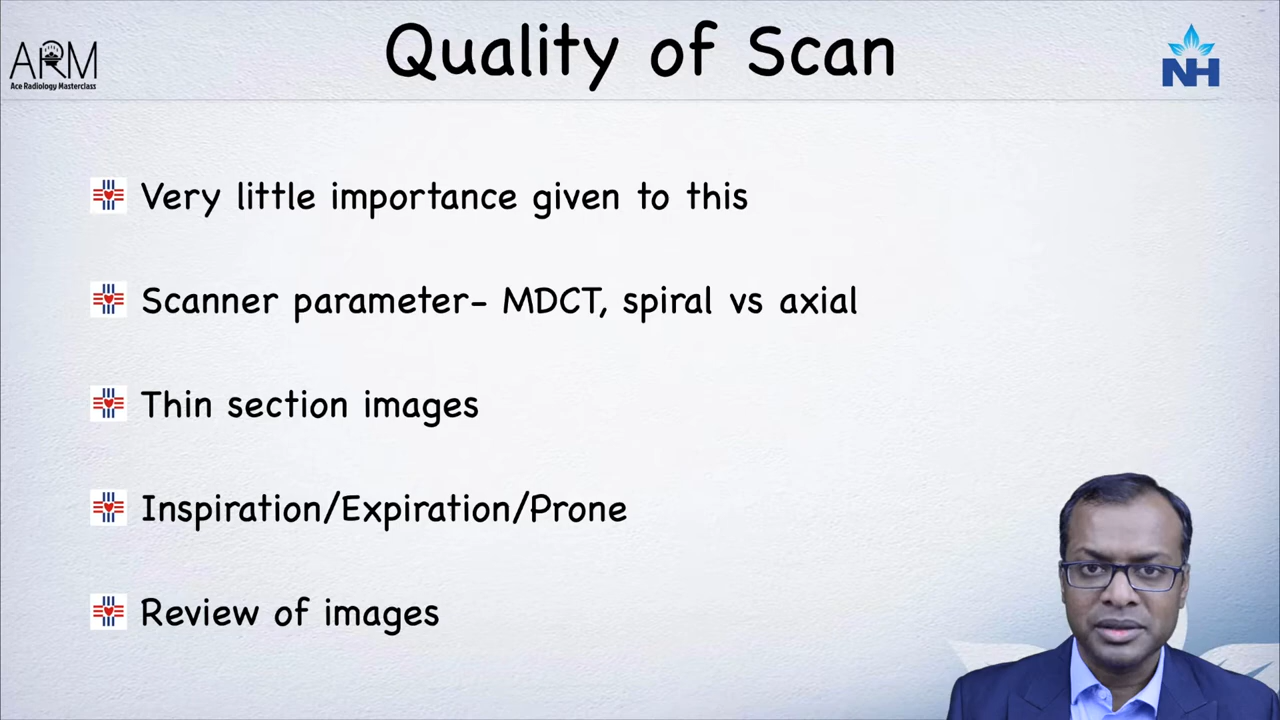 Quality of Scan
ARM
Ace Radiology Masterclass
NH
Very little importance given to this
Scanner parameter- MDCT, spiral vs axial
Thin section images
Inspiration/Expiration/Prone
Review of images